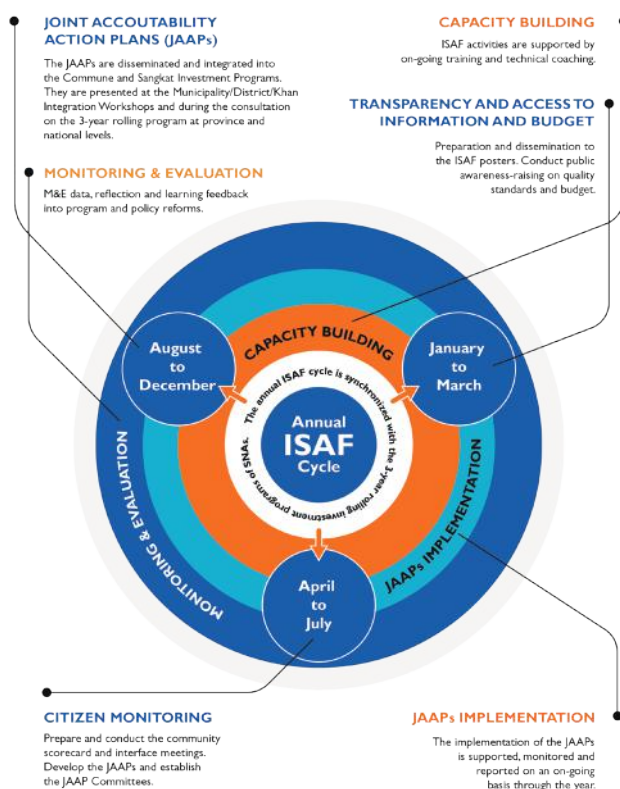 JOINT ACCOUTABILITY
ACTION PLANS (JAAPs)
The JAAPs are disseminated and integrated into
the Commune and Sangkat Investment Programs.
They are presented at the Municipality/District/Khan
Integration Workshops and during the consultation
on the 3-year rolling program at province and
national levels.
MONITORING & EVALUATION
M&E data, reflection and learning feedback
into program and policy reforms.
CAPACITY BUILDING
ISAF activities are supported by
on-going training and technical coaching.
TRANSPARENCY AND ACCESS TO
INFORMATION AND BUDGET
Preparation and dissemination to
the ISAF posters. Conduct public
awareness-raising on quality
standards and budget.
August
to
December
CAPACITY BUILDING
January
to
March
The annual ISAF cycle is synchronized with the 3-year rolling investment programs of SNAs.
Annual
ISAF
Cycle
MONITORING & EVALUATION
JAAPs IMPLEMENTATION
April
to
July
CITIZEN MONITORING
Prepare and conduct the community
scorecard and interface meetings.
Develop the JAAPs and establish
the JAAP Committees.
JAAPs IMPLEMENTATION
The implementation of the JAAPs
is supported, monitored and
reported on an on-going
basis through the year.